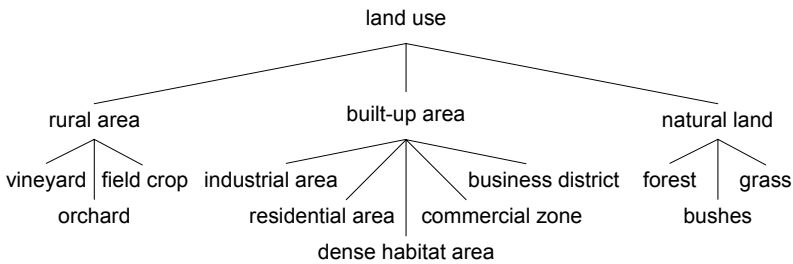 land use
rural area
built-up area
natural land
vineyard
field crop
orchard
industrial area
business district
residential area
commercial zone
dense habitat area
forest
grass
bushes